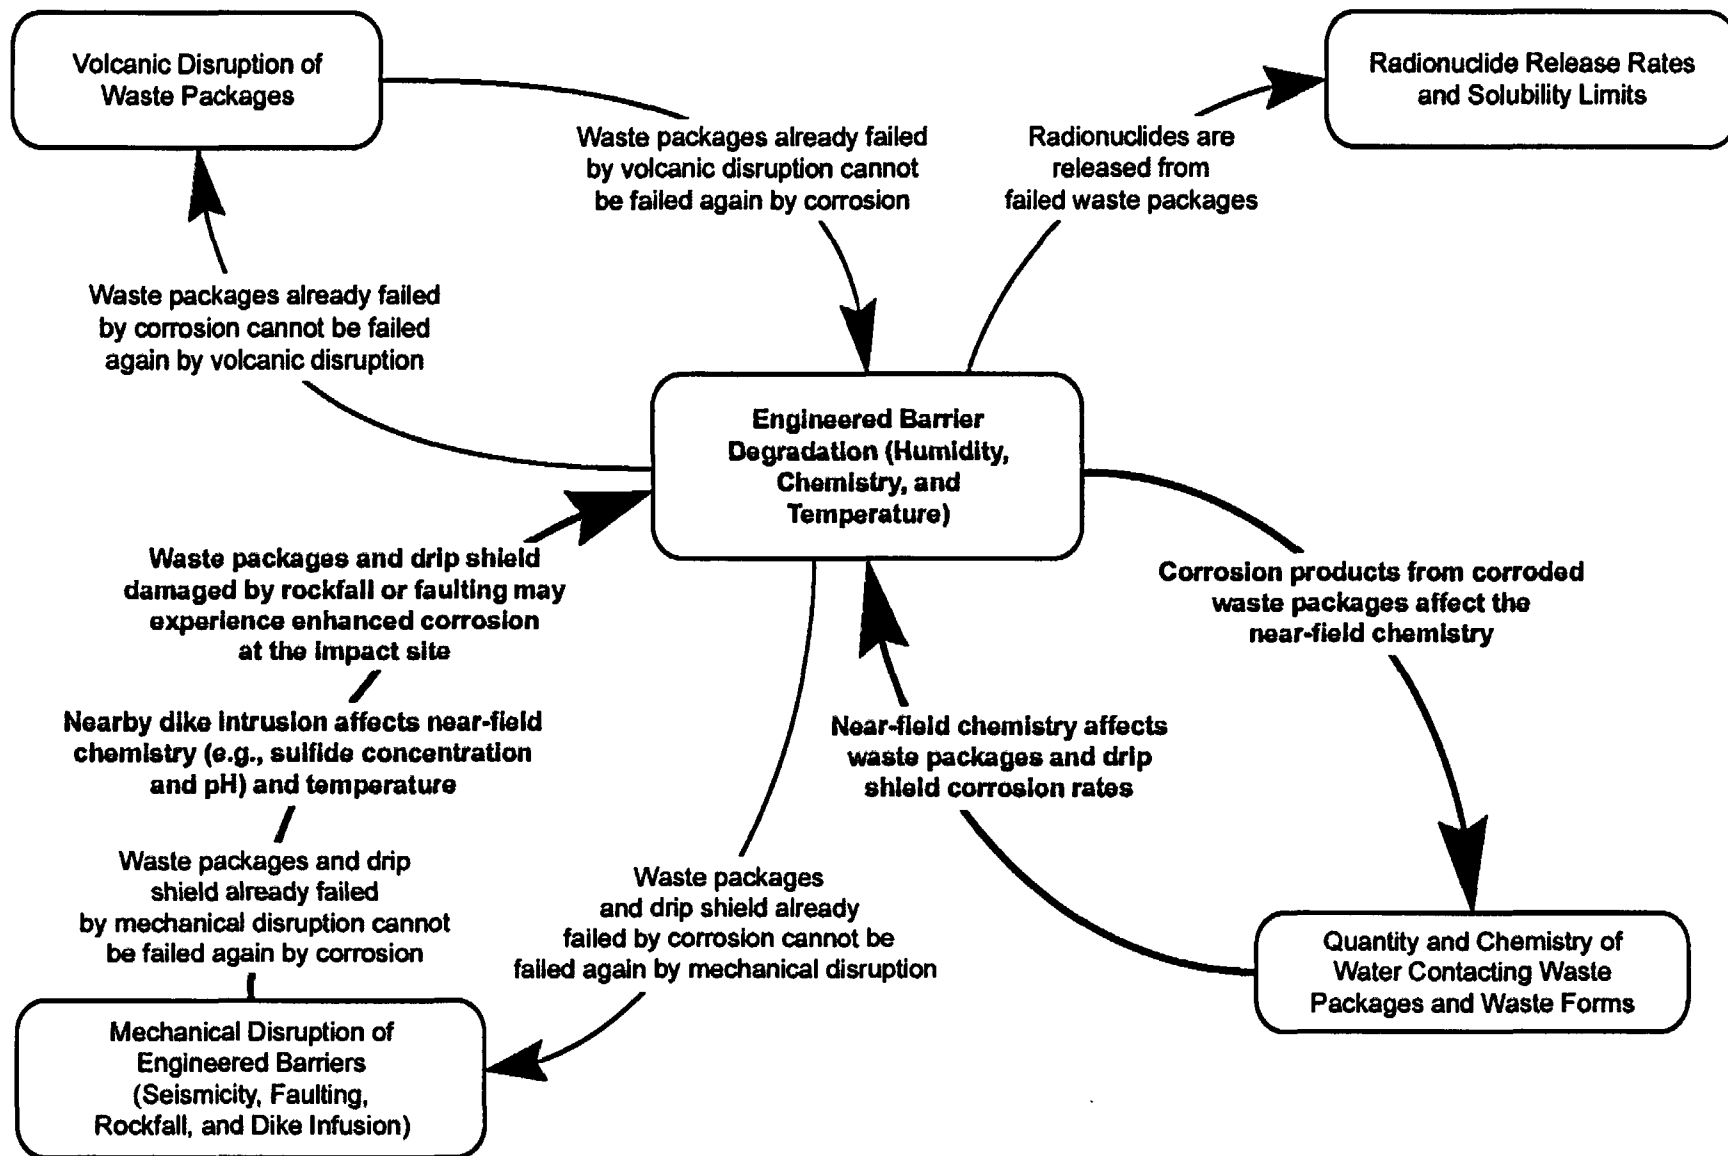 Volcanic Disruption of
Waste Packages
Radionuclide Release Rates
and Solubility Limits
Waste packages already failed
by volcanic disruption cannot
be failed again by corrosion
Radionuclides are
released from
failed waste packages
Waste packages already failed
by corrosion cannot be failed
again by volcanic disruption
Engineered Barrier
Degradation (Humidity,
Chemistry, and
Temperature)
Waste packages and drip shield
damaged by rockfall or faulting may
experience enhanced corrosion
at the impact site
Corrosion products from corroded
waste packages affect the
near-field chemistry
Nearby dike intrusion affects near-field
chemistry (e.g., sulfide concentration
and pH) and temperature
Near-field chemistry affects
waste packages and drip
shield corrosion rates
Waste packages and drip
shield already failed
by mechanical disruption cannot
be failed again by corrosion
Waste packages
and drip shield already
failed by corrosion cannot be
failed again by mechanical disruption
Quantity and Chemistry of
Water Contacting Waste
Packages and Waste Forms
Mechanical Disruption of
Engineered Barriers
(Seismicity, Faulting,
Rockfall, and Dike Infusion)